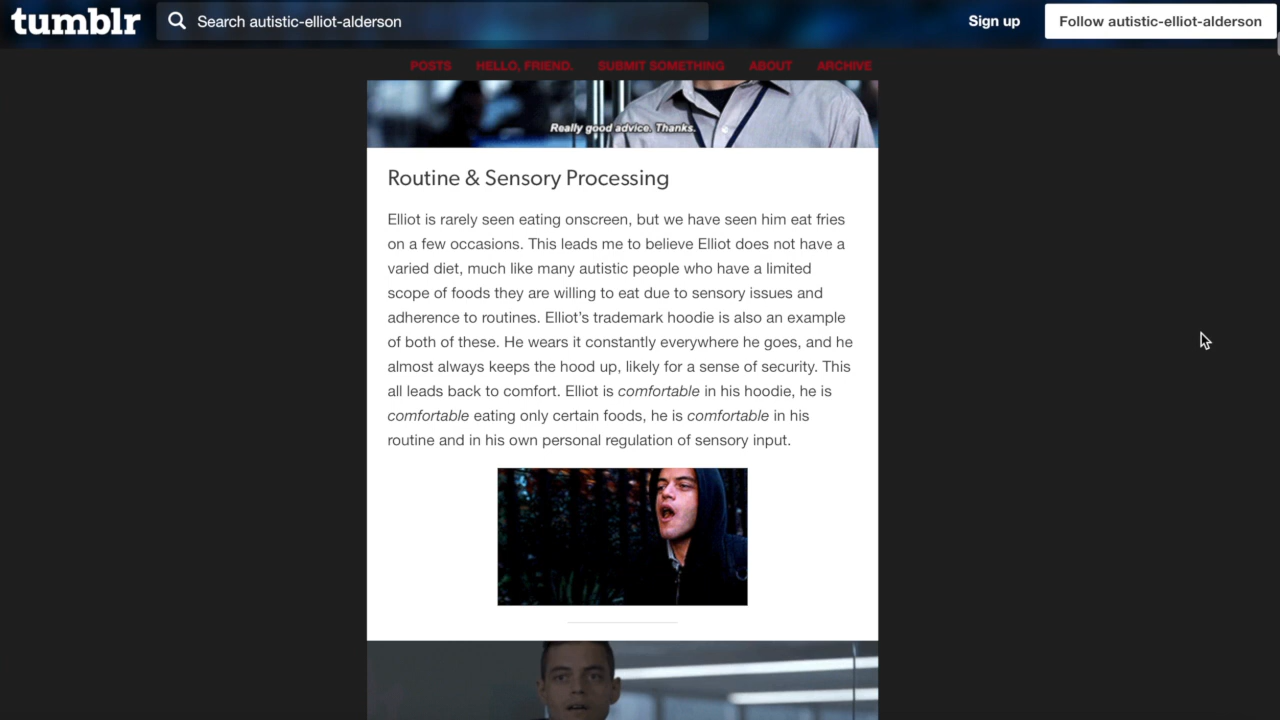 tumblr
Search autistic-elliot-alderson
Sign up
Follow autistic-elliot-alderson
POSTS
HELLO, FRIEND.
SUBMIT SOMETHING
ABOUT
ARCHIVE
Really good advice. Thanks.
Routine & Sensory Processing
Elliot is rarely seen eating onscreen, but we have seen him eat fries
on a few occasions. This leads me to believe Elliot does not have a
varied diet, much like many autistic people who have a limited
scope of foods they are willing to eat due to sensory issues and
adherence to routines. Elliot’s trademark hoodie is also an example
of both of these. He wears it constantly everywhere he goes, and he
almost always keeps the hood up, likely for a sense of security. This
all leads back to comfort. Elliot is comfortable in his hoodie, he is
comfortable eating only certain foods, he is comfortable in his
routine and in his own personal regulation of sensory input.